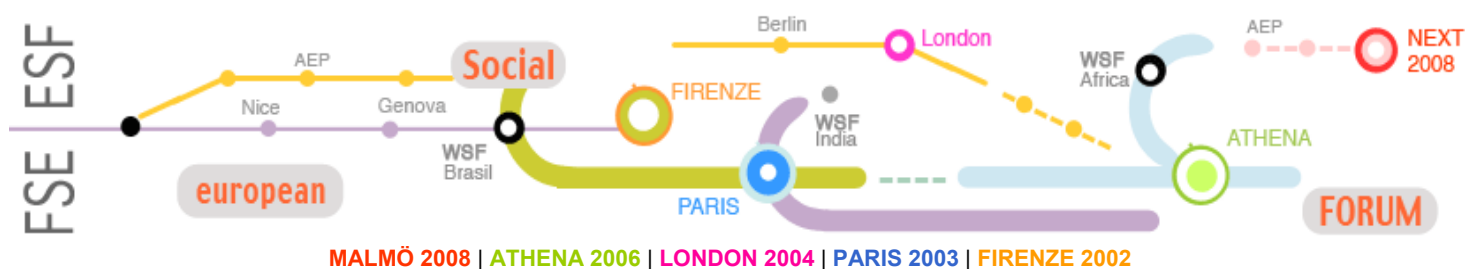 ESF
FSE
AEP
Nice
Genova
european
Social
WSF
Brasil
FIRENZE
Berlin
London
WSF
India
PARIS
WSF
Africa
AEP
NEXT
2008
ATHENA
FORUM
MALMÖ 2008 | ATHENA 2006 | LONDON 2004 | PARIS 2003 | FIRENZE 2002